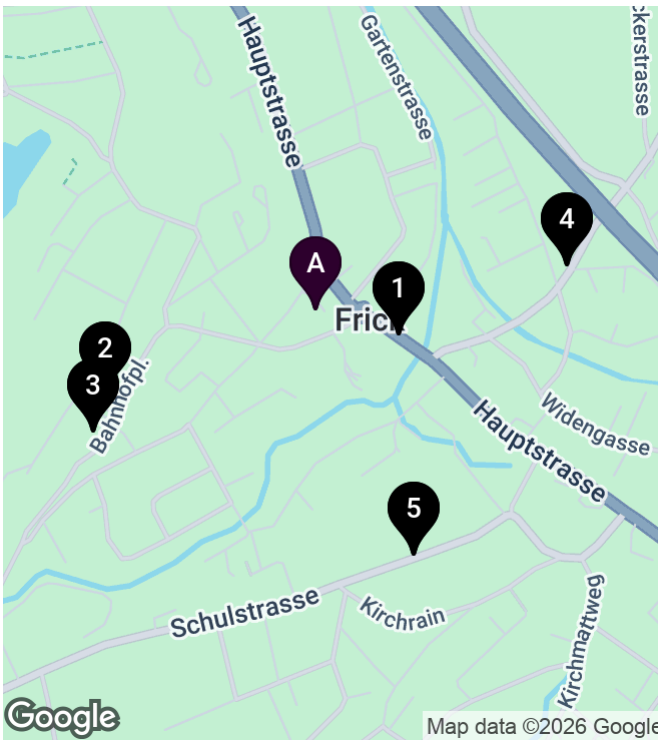 Hauptstrasse
Gartenstrasse
ckerstrasse
4
A
1
Frick
2
3
Bahnhofpl.
Widengasse
Hauptstrasse
5
Schulstrasse
Kirchrain
Kirchmattweg
Google
Map data ©2026 Google